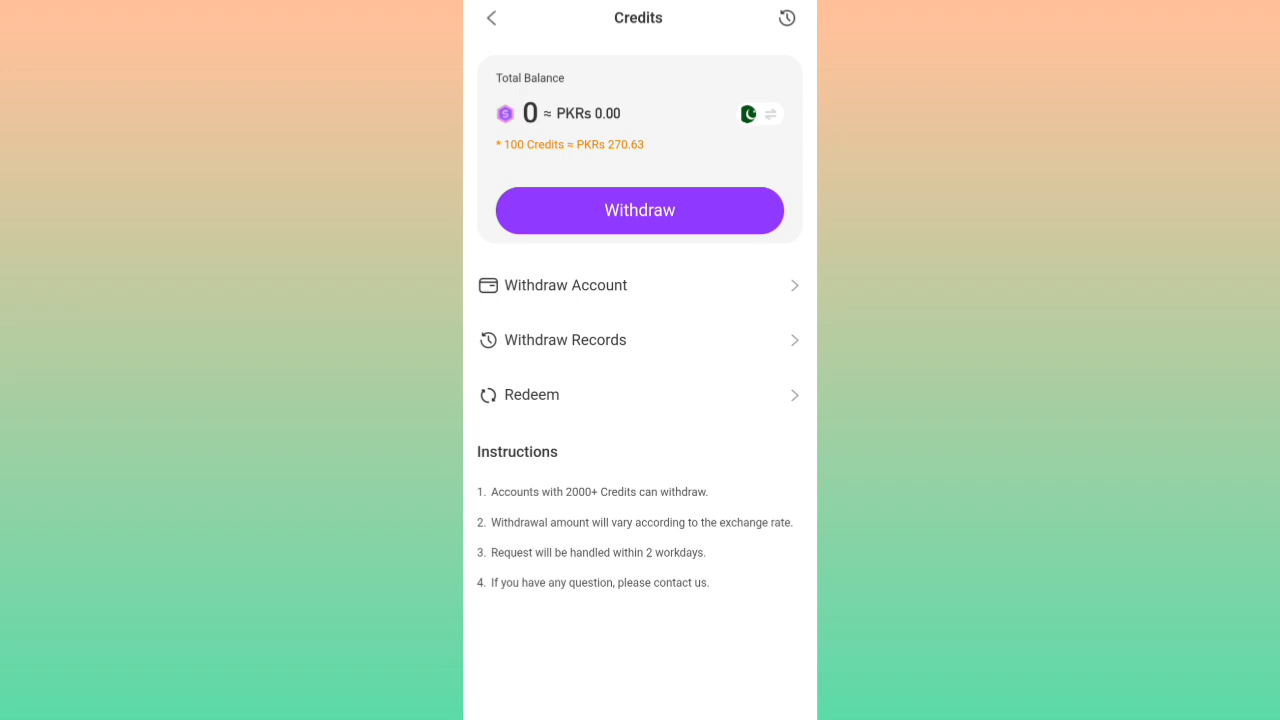 Credits
Total Balance
0 ≈ PKRs 0.00
* 100 Credits ≈ PKRs 270.63
Withdraw
Withdraw Account
Withdraw Records
Redeem
Instructions
1. Accounts with 2000+ Credits can withdraw.
2. Withdrawal amount will vary according to the exchange rate.
3. Request will be handled within 2 workdays.
4. If you have any question, please contact us.